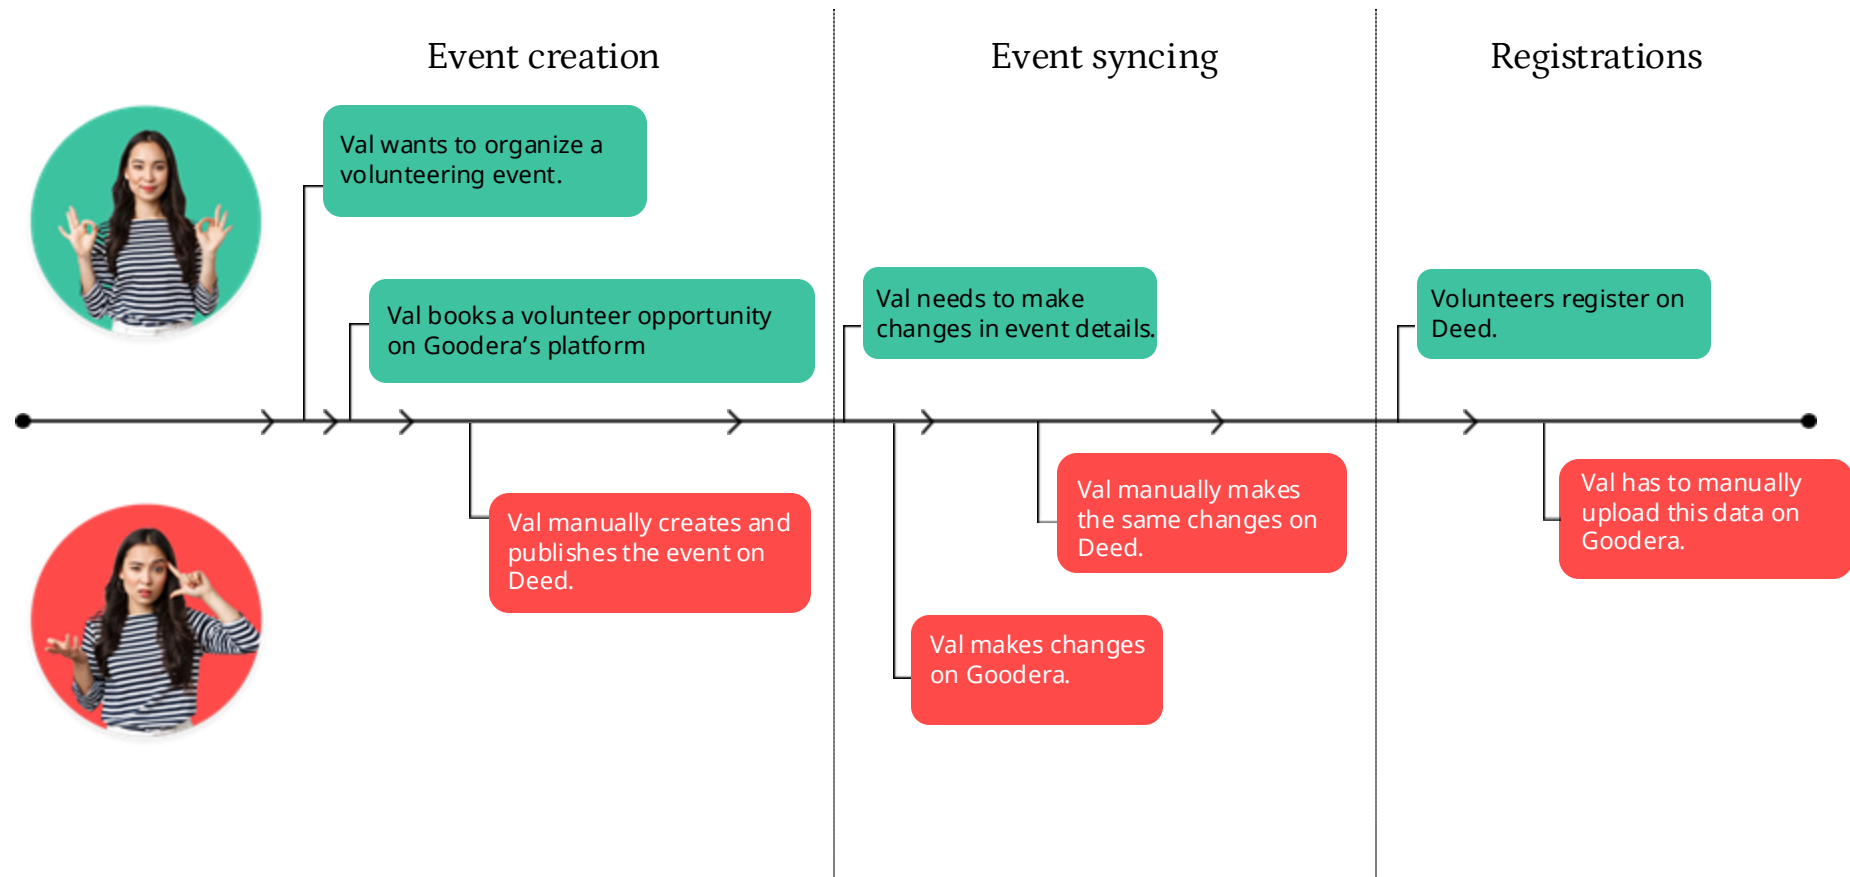 Event creation
Event syncing
Registrations
Val wants to organize a
volunteering event.
Val books a volunteer opportunity
on Goodera’s platform
Val needs to make
changes in event details.
Volunteers register on
Deed.
Val manually creates and
publishes the event on
Deed.
Val manually makes
the same changes on
Deed.
Val has to manually
upload this data on
Goodera.
Val makes changes
on Goodera.